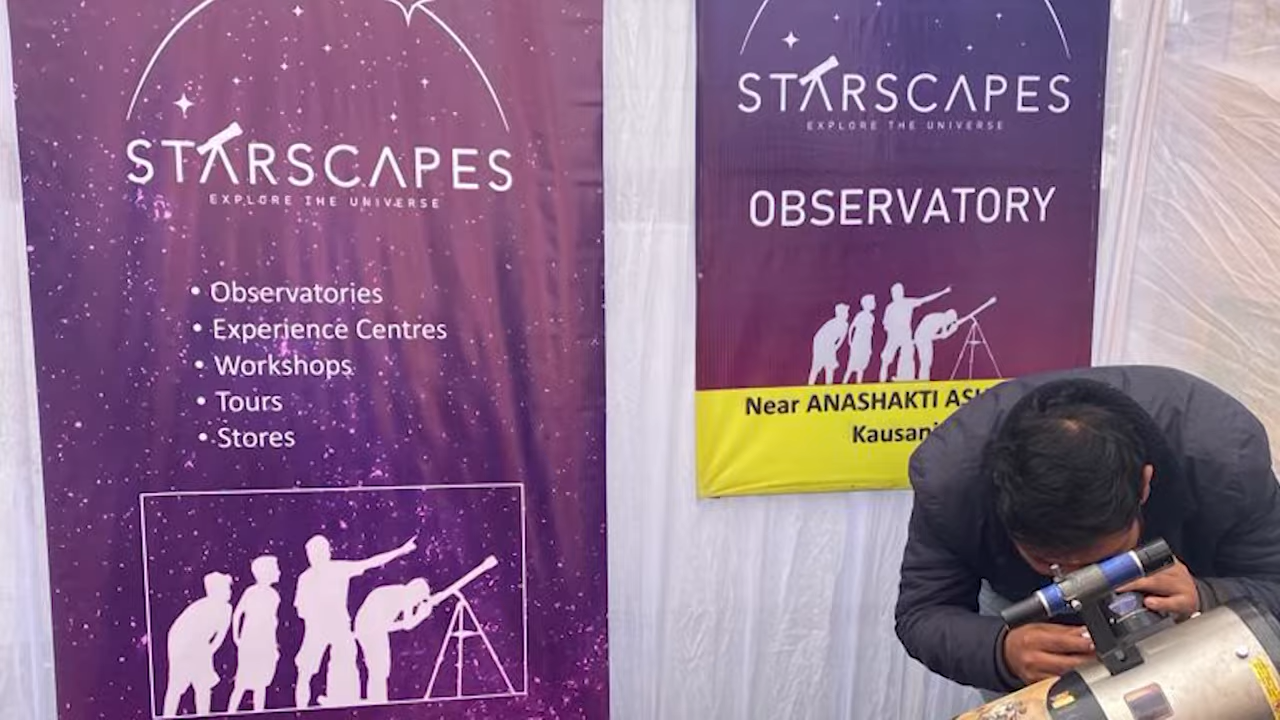 STARSCAPES
EXPLORE THE UNIVERSE
• Observatories
• Experience Centres
• Workshops
• Tours
• Stores
STARSCAPES
EXPLORE THE UNIVERSE
OBSERVATORY
Near ANASHAKTI
Kausani